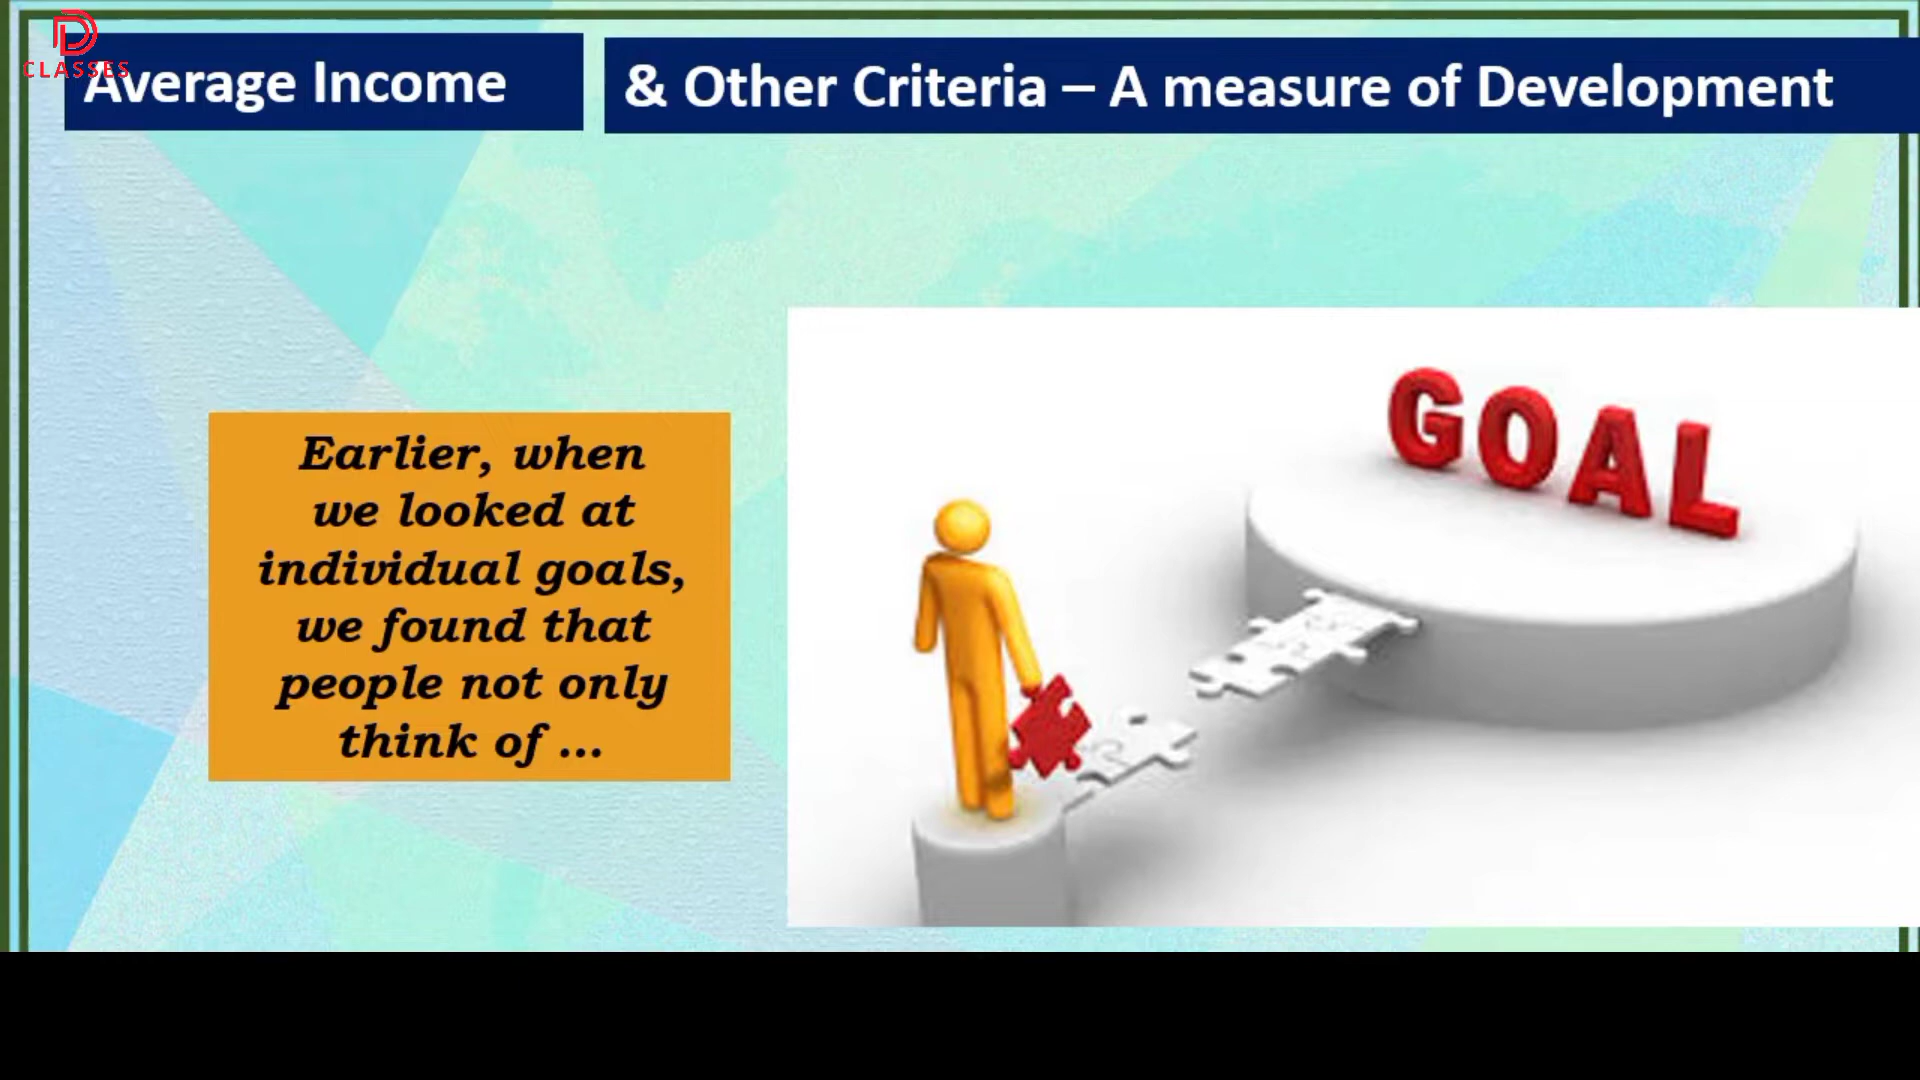 D
CLASSES
Average Income
& Other Criteria – A measure of Development
Earlier, when
we looked at
individual goals,
we found that
people not only
think of ...
GOAL